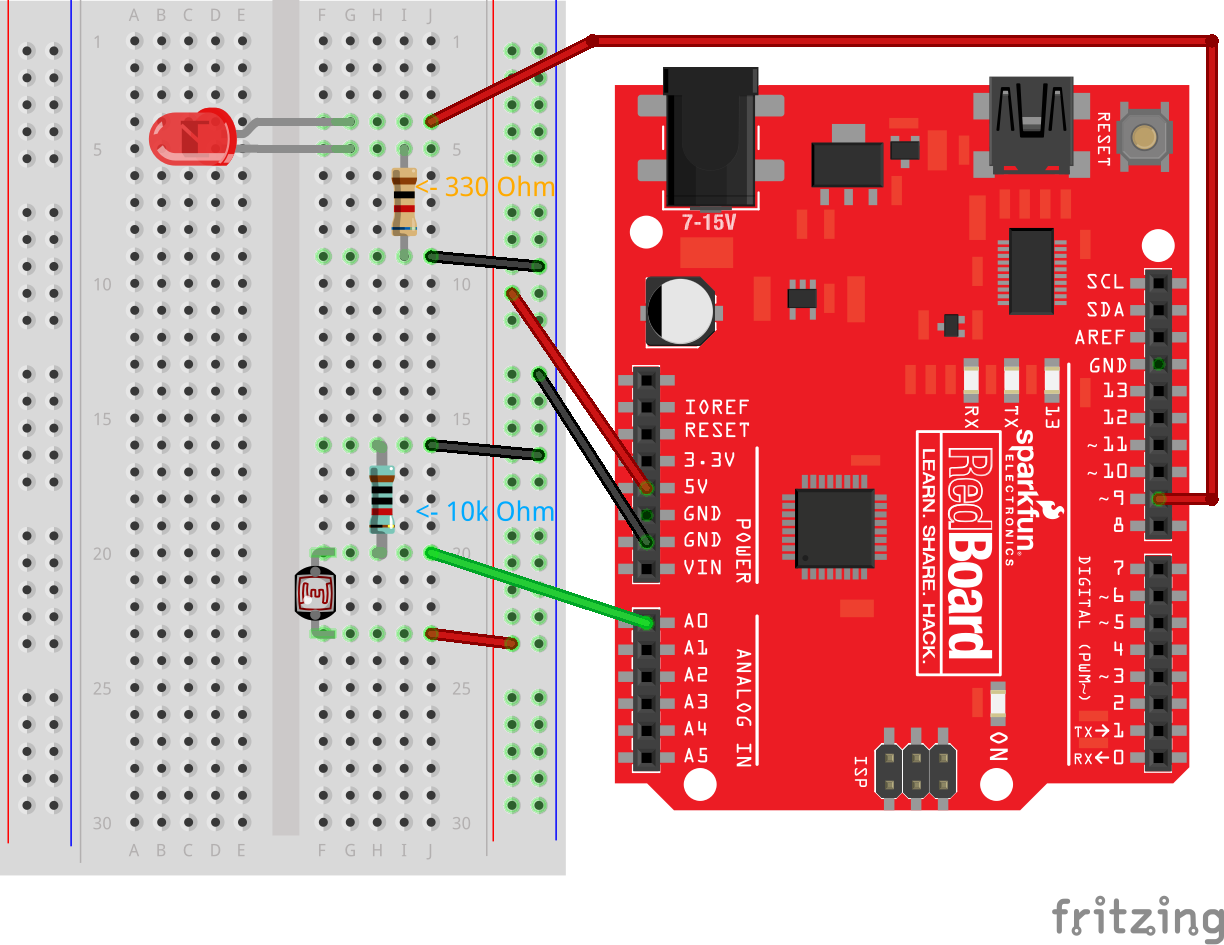 A B C D E F G H I J
1 1
5 5
<- 330 Ohm
10 10
15 15
<- 10k Ohm
20 20
25 25
30 30
A B C D E F G H I J
7-15V
RESET
SCL
SDA
AREF
GND
13
12
~11
~10
~9
8
RX
TX
13
IOREF
RESET
3.3V
5V
GND
GND
VIN
POWER
A0
A1
A2
A3
A4
A5
ANALOG IN
sparkfun
ELECTRONICS
RedBoard
LEARN. SHARE. HACK.
7
~6
~5
4
~3
2
TX→1
RX←0
DIGITAL (PWM~)
ON
ISP
fritzing